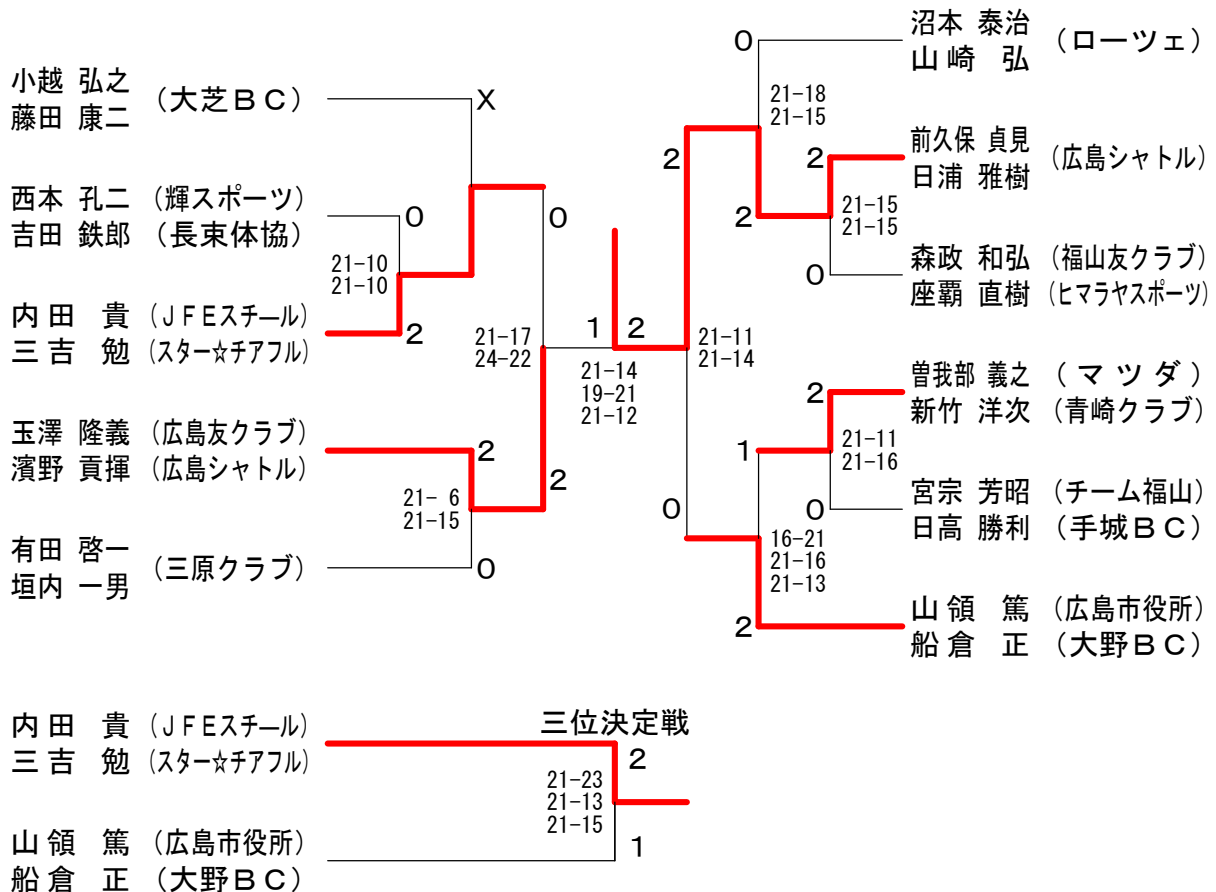 小越 弘之
藤田 康二
(大芝BC)
X
西本 孔二 (輝スポーツ)
吉田 鉄郎 (長束体協)
0
21-10
21-10
内田 貴 (JFEスチール)
三吉 勉 (スター☆チアフル)
2
0
21-17
24-22
玉澤 隆義 (広島友クラブ)
濱野 貢揮 (広島シャトル)
2
21- 6
21-15
2
有田 啓一
垣内 一男
(三原クラブ)
0
1
2
21-14
19-21
21-12
沼本 泰治
山崎 弘
(ローツェ)
0
21-18
21-15
2
前久保 貞見
日浦 雅樹
(広島シャトル)
2
2
21-15
21-15
森政 和弘 (福山友クラブ)
座覇 直樹 (ヒマラヤスポーツ)
0
21-11
21-14
曽我部 義之 (マツダ)
新竹 洋次 (青崎クラブ)
2
1
21-11
21-16
宮宗 芳昭 (チーム福山)
日高 勝利 (手城BC)
0
0
16-21
21-16
21-13
山領 篤 (広島市役所)
船倉 正 (大野BC)
2
三位決定戦
内田 貴 (JFEスチール)
三吉 勉 (スター☆チアフル)
2
21-23
21-13
21-15
山領 篤 (広島市役所)
船倉 正 (大野BC)
1